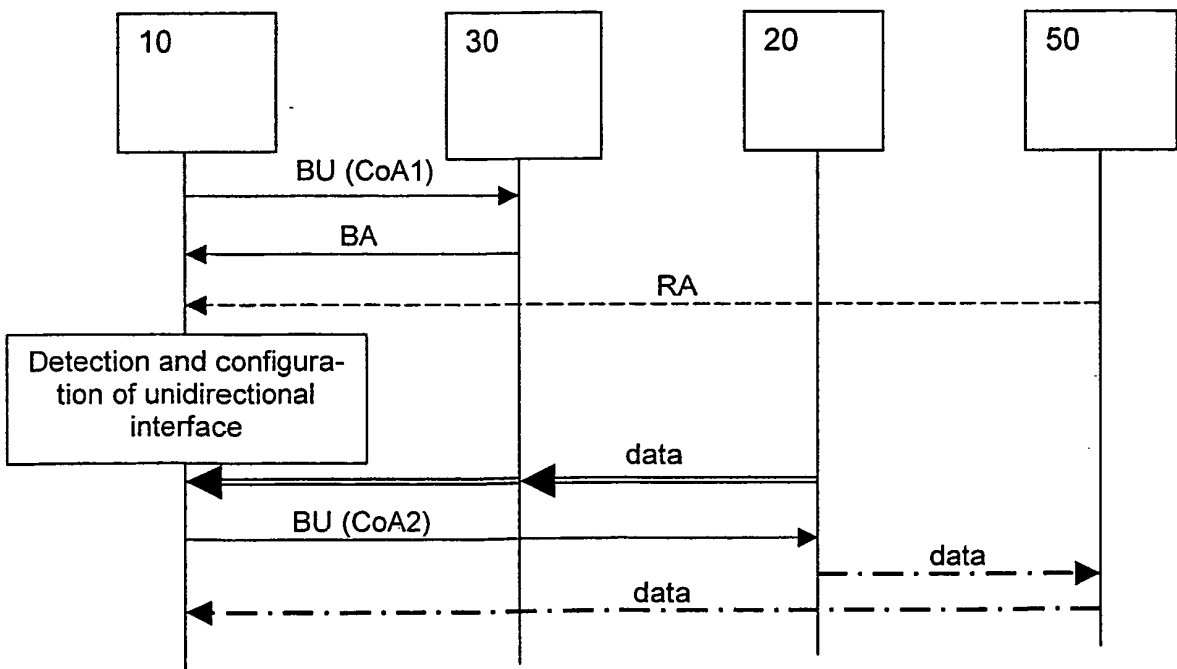 10
30
20
50
BU (CoA1)
BA
RA
Detection and configura-
tion of unidirectional
interface
data
BU (CoA2)
data
data